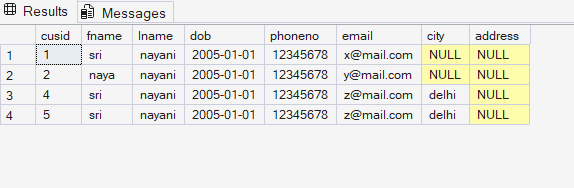 Results Messages
cusid fname lname dob phoneno email city address
1 1 sri nayani 2005-01-01 12345678 x@mail.com NULL NULL
2 2 naya nayani 2005-01-01 12345678 y@mail.com NULL NULL
3 4 sri nayani 2005-01-01 12345678 z@mail.com delhi NULL
4 5 sri nayani 2005-01-01 12345678 z@mail.com delhi NULL